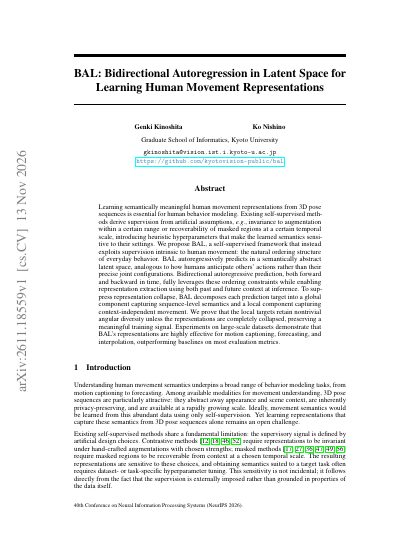 BAL: Bidirectional Autoregression in Latent Space for
Learning Human Movement Representations
Genki Kinoshita Ko Nishino
Graduate School of Informatics, Kyoto University
gkinoshita@vision.ist.i.kyoto-u.ac.jp
https://github.com/kyotovision-public/bal
Abstract
Learning semantically meaningful human movement representations from 3D pose
sequences is essential for human behavior modeling. Existing self-supervised meth-
ods derive supervision from artificial assumptions, e.g., invariance to augmentation
within a certain range or recoverability of masked regions at a certain temporal
scale, introducing heuristic hyperparameters that make the learned semantics sensi-
tive to their settings. We propose BAL, a self-supervised framework that instead
exploits supervision intrinsic to human movement: the natural ordering structure
of everyday behavior. BAL autoregressively predicts in a semantically abstract
latent space, analogous to how humans anticipate others' actions rather than their
precise joint configurations. Bidirectional autoregressive prediction, both forward
and backward in time, fully leverages these ordering constraints while enabling
representation extraction using both past and future context at inference. To sup-
press representation collapse, BAL decomposes each prediction target into a global
component capturing sequence-level semantics and a local component capturing
context-independent movement. We prove that the local targets retain nontrivial
angular diversity unless the representations are completely collapsed, preserving a
meaningful training signal. Experiments on large-scale datasets demonstrate that
BAL's representations are highly effective for motion captioning, forecasting, and
interpolation, outperforming baselines on most evaluation metrics.
1 Introduction
Understanding human movement semantics underpins a broad range of behavior modeling tasks, from
motion captioning to forecasting. Among available modalities for movement understanding, 3D pose
sequences are particularly attractive: they abstract away appearance and scene context, are inherently
privacy-preserving, and are available at a rapidly growing scale. Ideally, movement semantics would
be learned from this abundant data using only self-supervision. Yet learning representations that
capture these semantics from 3D pose sequences alone remains an open challenge.
Existing self-supervised methods share a fundamental limitation: the supervisory signal is defined by
artificial design choices. Contrastive methods [12, 18, 46, 52] require representations to be invariant
under hand-crafted augmentations with chosen strengths; masked methods [17, 27, 36, 41, 49, 56]
require masked regions to be recoverable from context at a chosen temporal scale. The resulting
representations are sensitive to these choices, and obtaining semantics suited to a target task often
requires dataset- or task-specific hyperparameter tuning. This sensitivity is not incidental; it follows
directly from the fact that the supervision is externally imposed rather than grounded in properties of
the data itself.
40th Conference on Neural Information Processing Systems (NeurIPS 2026)
arXiv:2611.18559v1 [cs.CV] 13 Nov 2026